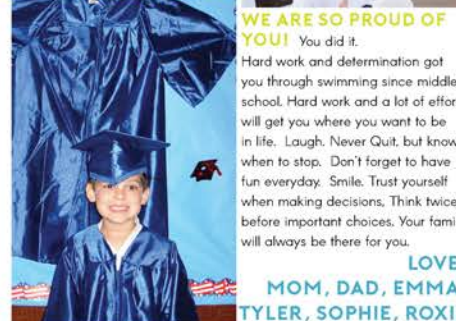 WE ARE SO PROUD OF
YOU! You did it.
Hard work and determination got
you through swimming since middle
school. Hard work and a lot of effor
will get you where you want to be
in life. Laugh. Never Quit, but know
when to stop. Don't forget to have
fun everyday. Smile. Trust yourself
when making decisions, Think twice
before important choices. Your fami
will always be there for you.
LOVE
MOM, DAD, EMMA
TYLER, SOPHIE, ROXI